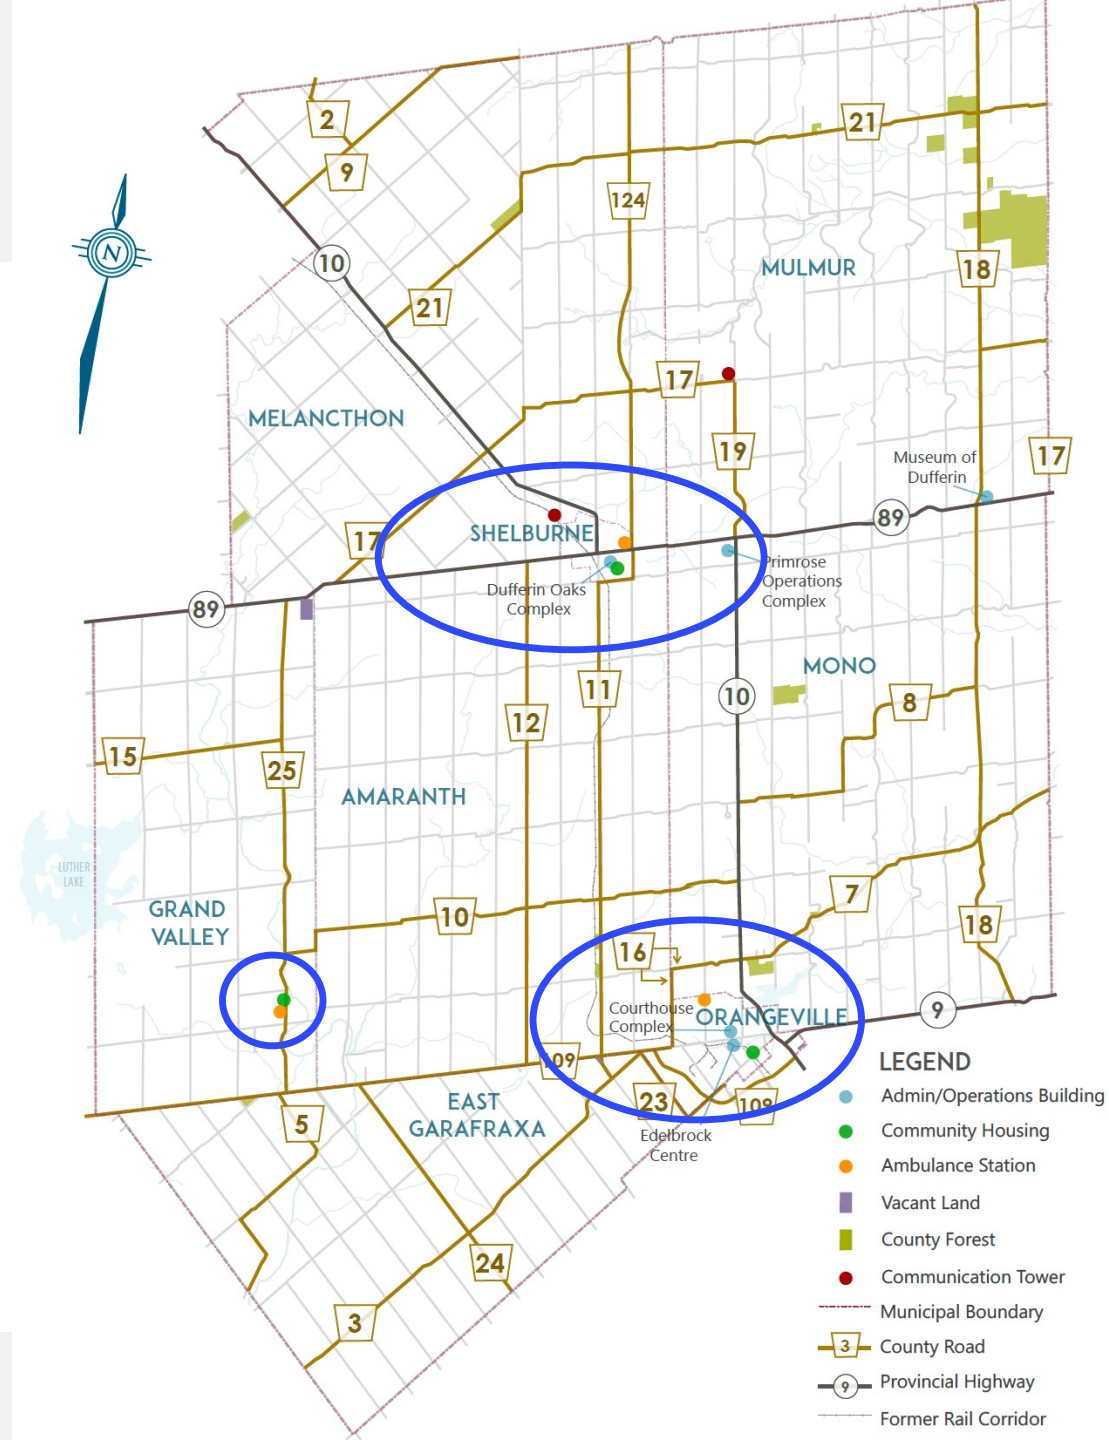 2
9
21
124
N
10
MULMUR
18
21
17
MELANCTHON
19
Museum of
Dufferin
17
89
SHELBURNE
17
Dufferin Oaks
Complex
Primrose
Operations
Complex
89
MONO
11
10
8
12
15
25
AMARANTH
LUTHER
LAKE
7
GRAND
VALLEY
10
18
16
Courthouse
Complex
ORANGEVILLE
9
109
23
109
EAST
GARAFRAXA
5
Edelbrock
Centre
24
3
LEGEND
Admin/Operations Building
Community Housing
Ambulance Station
Vacant Land
County Forest
Communication Tower
Municipal Boundary
3 County Road
9 Provincial Highway
Former Rail Corridor